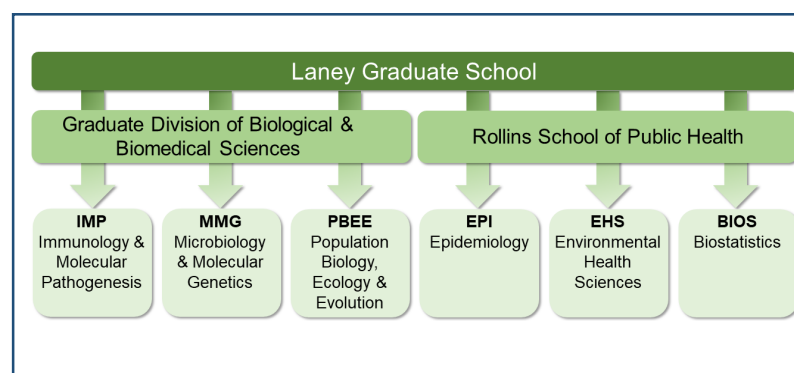 Laney Graduate School
Graduate Division of Biological &
Biomedical Sciences
Rollins School of Public Health
IMP
Immunology &
Molecular
Pathogenesis
MMG
Microbiology
& Molecular
Genetics
PBEE
Population
Biology,
Ecology &
Evolution
EPI
Epidemiology
EHS
Environmental
Health
Sciences
BIOS
Biostatistics